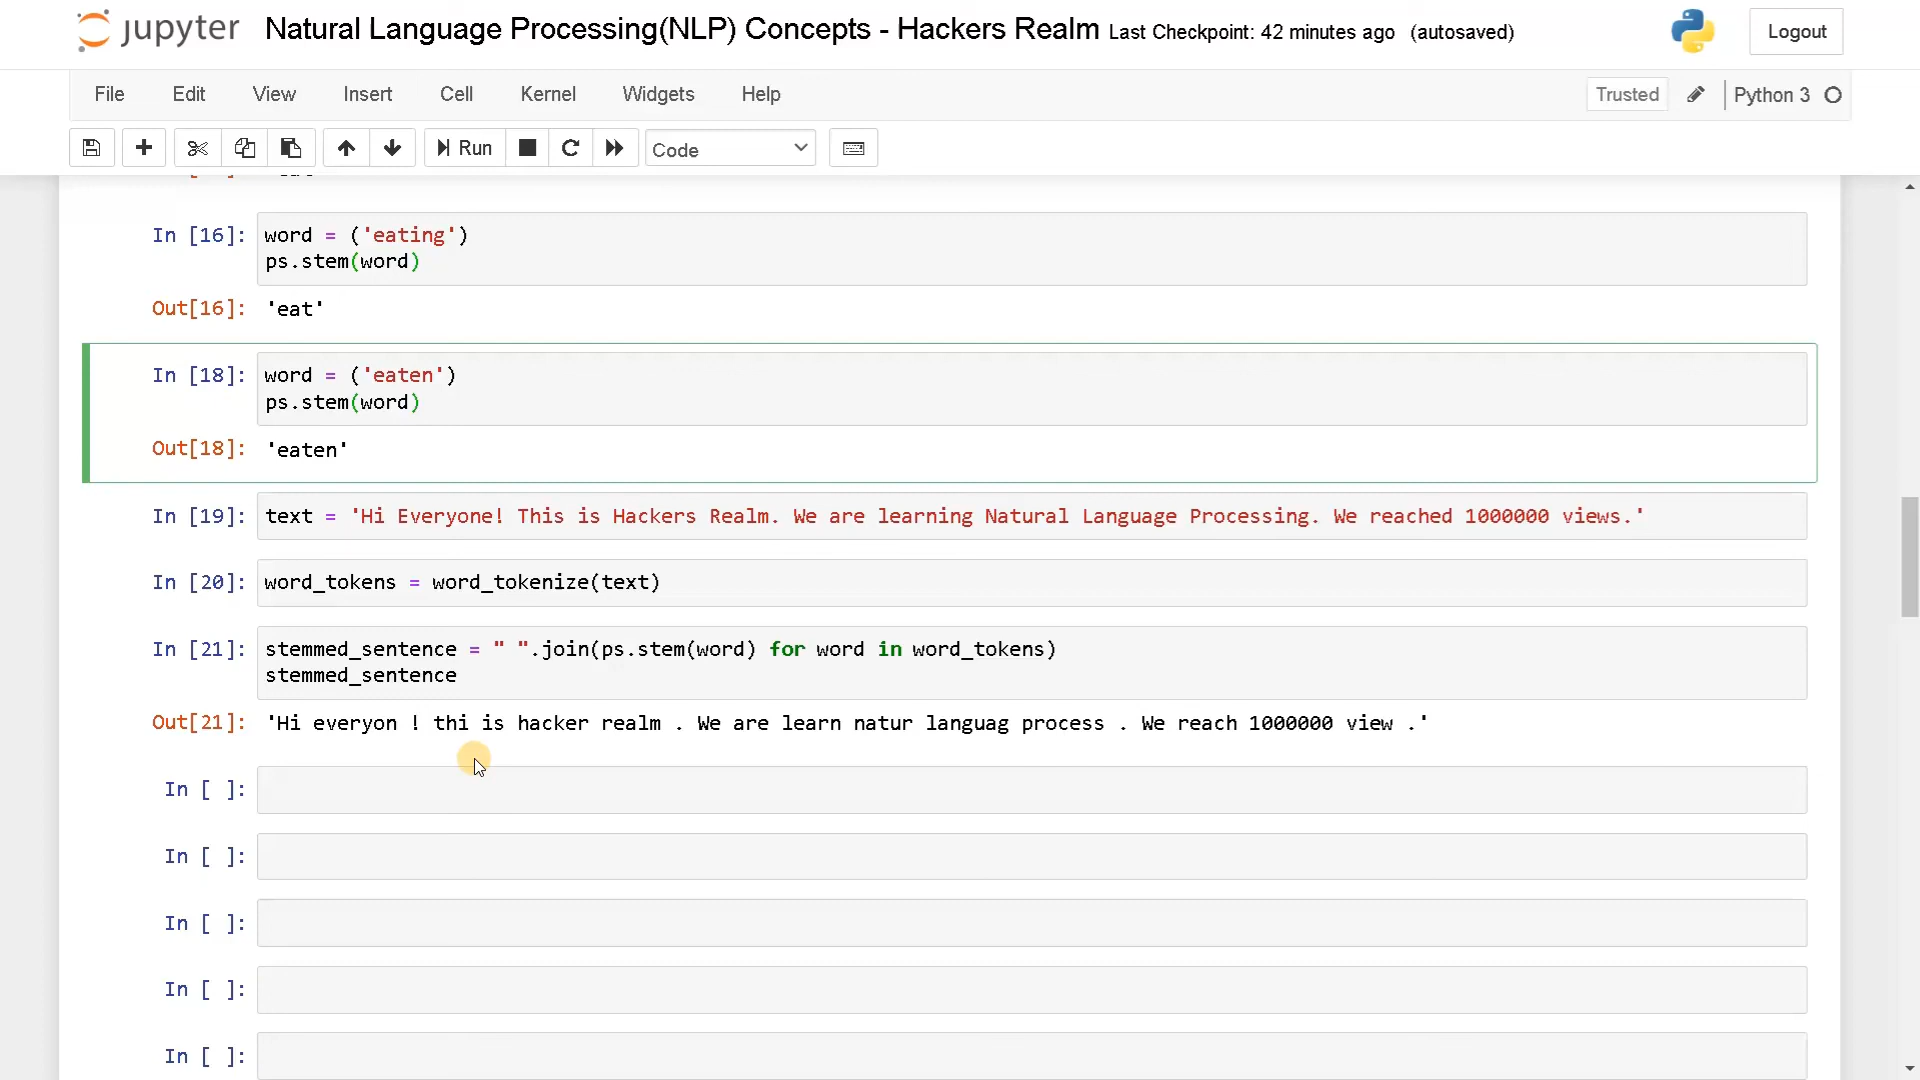 jupyter Natural Language Processing(NLP) Concepts - Hackers Realm Last Checkpoint: 42 minutes ago (autosaved) Logout
File Edit View Insert Cell Kernel Widgets Help Trusted Python 3
Run Code
In [16]: word = ('eating')
ps.stem(word)
Out[16]: 'eat'
In [18]: word = ('eaten')
ps.stem(word)
Out[18]: 'eaten'
In [19]: text = 'Hi Everyone! This is Hackers Realm. We are learning Natural Language Processing. We reached 1000000 views.'
In [20]: word_tokens = word_tokenize(text)
In [21]: stemmed_sentence = " ".join(ps.stem(word) for word in word_tokens)
stemmed_sentence
Out[21]: 'Hi everyon ! thi is hacker realm . We are learn natur languag process . We reach 1000000 view .'
In [ ]:
In [ ]:
In [ ]:
In [ ]:
In [ ]: